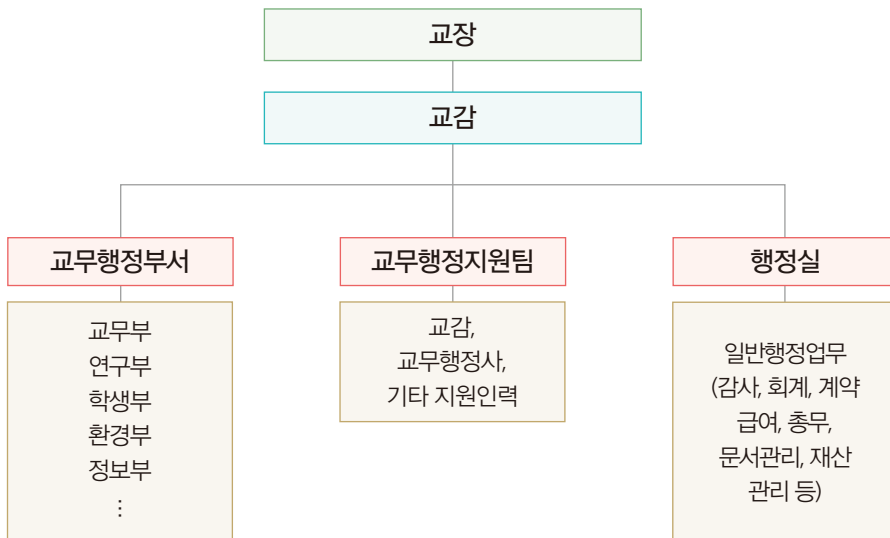 교장
교감
교무행정부서
교무부
연구부
학생부
환경부
정보부
⋮
교무행정지원팀
교감,
교무행정사,
기타 지원인력
행정실
일반행정업무
(감사, 회계, 계약
급여, 총무,
문서관리, 재산
관리 등)